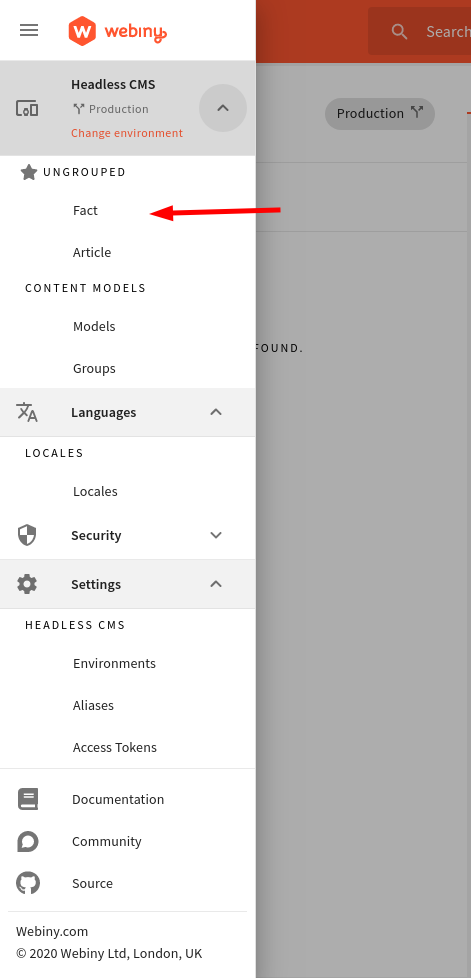 webiny
Search
Headless CMS
Production
Change environment
Production
UNGROUPED
Fact
Article
CONTENT MODELS
Models
FOUND.
Groups
Languages
LOCALES
Locales
Security
Settings
HEADLESS CMS
Environments
Aliases
Access Tokens
Documentation
Community
Source
Webiny.com
© 2020 Webiny Ltd, London, UK